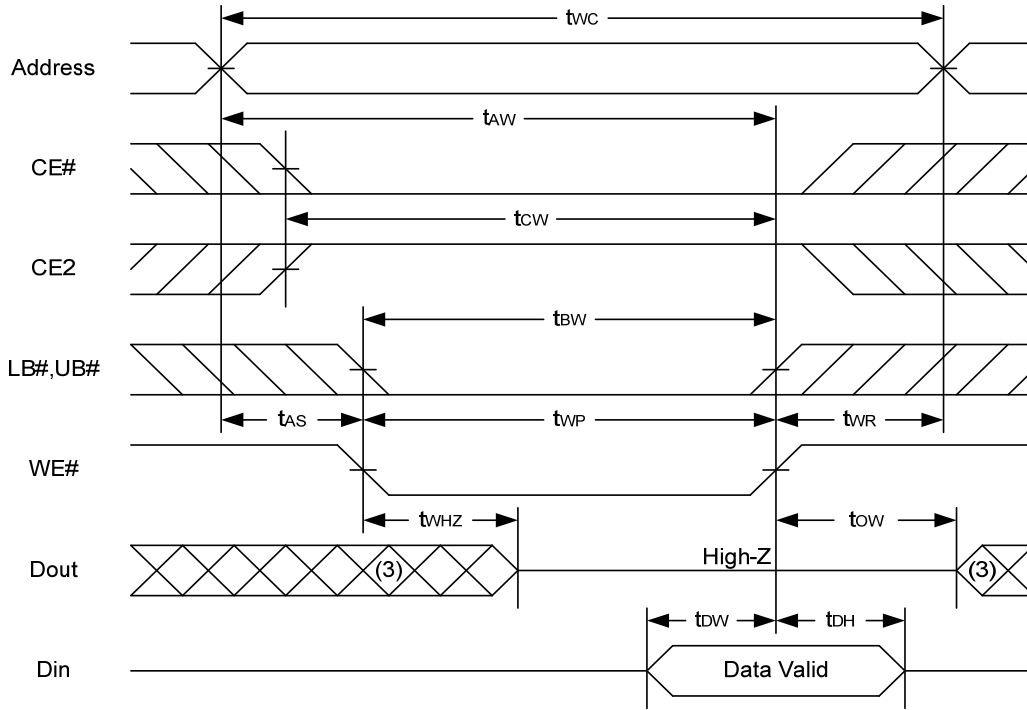 tWC
Address
tAW
CE#
tCW
CE2
tBW
LB#,UB#
tAS tWP tWR
WE#
tWHZ tOW
Dout (3) High-Z (3)
tDW tDH
Din Data Valid